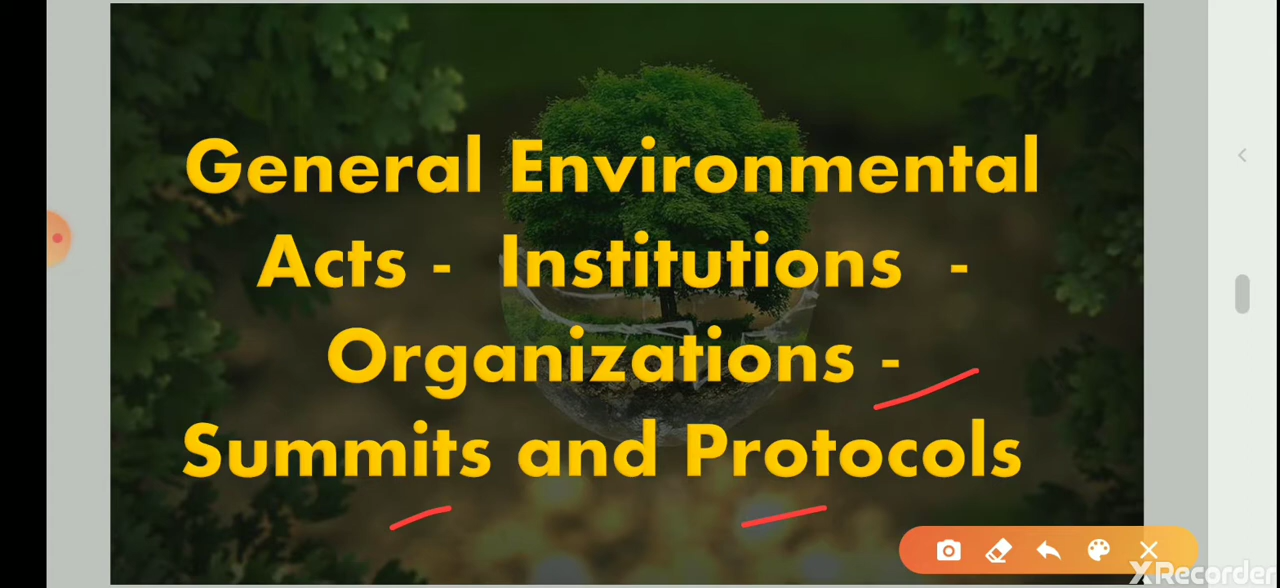 General Environmental
Acts - Institutions -
Organizations -
Summits and Protocols
XRecorder